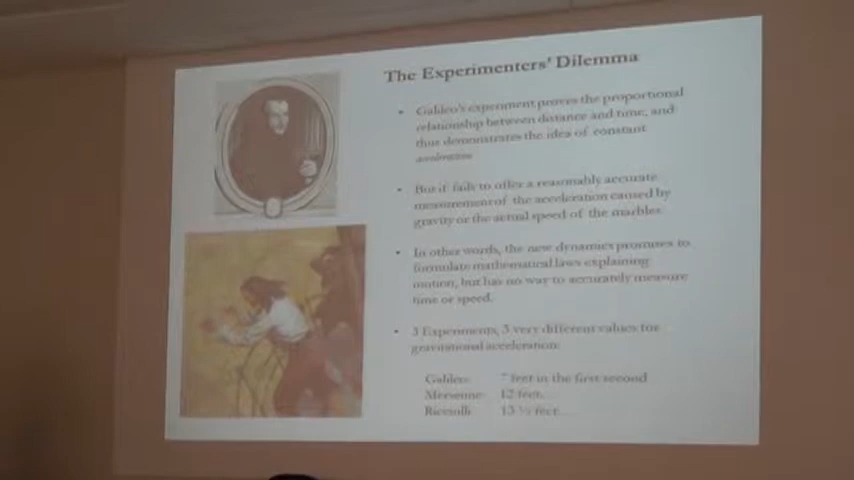 The Experimenters' Dilemma
• Galileo's experiment proves the proportional
relationship between distance and time, and
thus demonstrates the idea of constant
acceleration
• But it fails to offer a reasonably accurate
measurement of the acceleration caused by
gravity or the actual speed of the marbles.
• In other words, the new dynamics promises to
formulate mathematical laws explaining
motion, but has no way to accurately measure
time or speed.
• 3 Experiments, 3 very different values for
gravitational acceleration:
Galileo 7 feet in the first second
Mersenne 12 feet...
Riccioli 13 ½ feet...